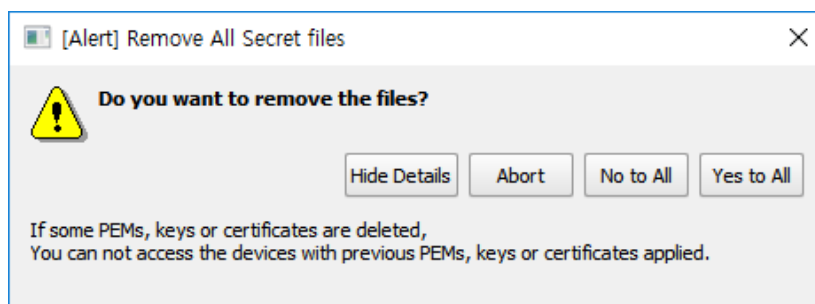 [Alert] Remove All Secret files
Do you want to remove the files?
Hide Details Abort No to All Yes to All
If some PEMs, keys or certificates are deleted,
You can not access the devices with previous PEMs, keys or certificates applied.